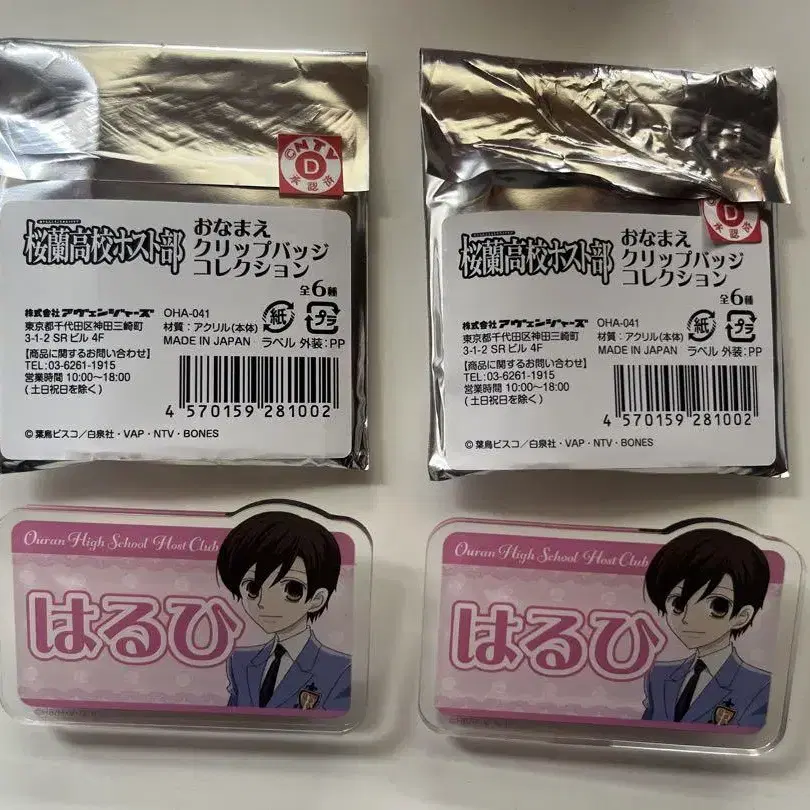 ©NTV
D
承認済
桜蘭高校ホスト部
おなまえ
クリップバッジ
コレクション
全6種
株式会社アヴェンジャーズ
東京都千代田区神田三崎町
3-1-2 SRビル 4F
【商品に関するお問い合わせ】
TEL:03-6261-1915
営業時間 10:00〜18:00
(土日祝日を除く)
OHA-041
材質:アクリル(本体)
MADE IN JAPAN
紙
プラ
ラベル 外装:PP
4 570159 281002
©葉鳥ビスコ/白泉社・VAP・NTV・BONES
D
承認済
桜蘭高校ホスト部
おなまえ
クリップバッジ
コレクション
全6種
株式会社アヴェンジャーズ
東京都千代田区神田三崎町
3-1-2 SRビル 4F
【商品に関するお問い合わせ】
TEL:03-6261-1915
営業時間 10:00〜18:00
(土日祝日を除く)
OHA-041
材質:アクリル(本体)
MADE IN JAPAN
紙
プラ
ラベル 外装:PP
4 570159 281002
©葉鳥ビスコ/白泉社・VAP・NTV・BONES
Ouran High School Host Club
はるひ
Ouran High School Host Club
はるひ